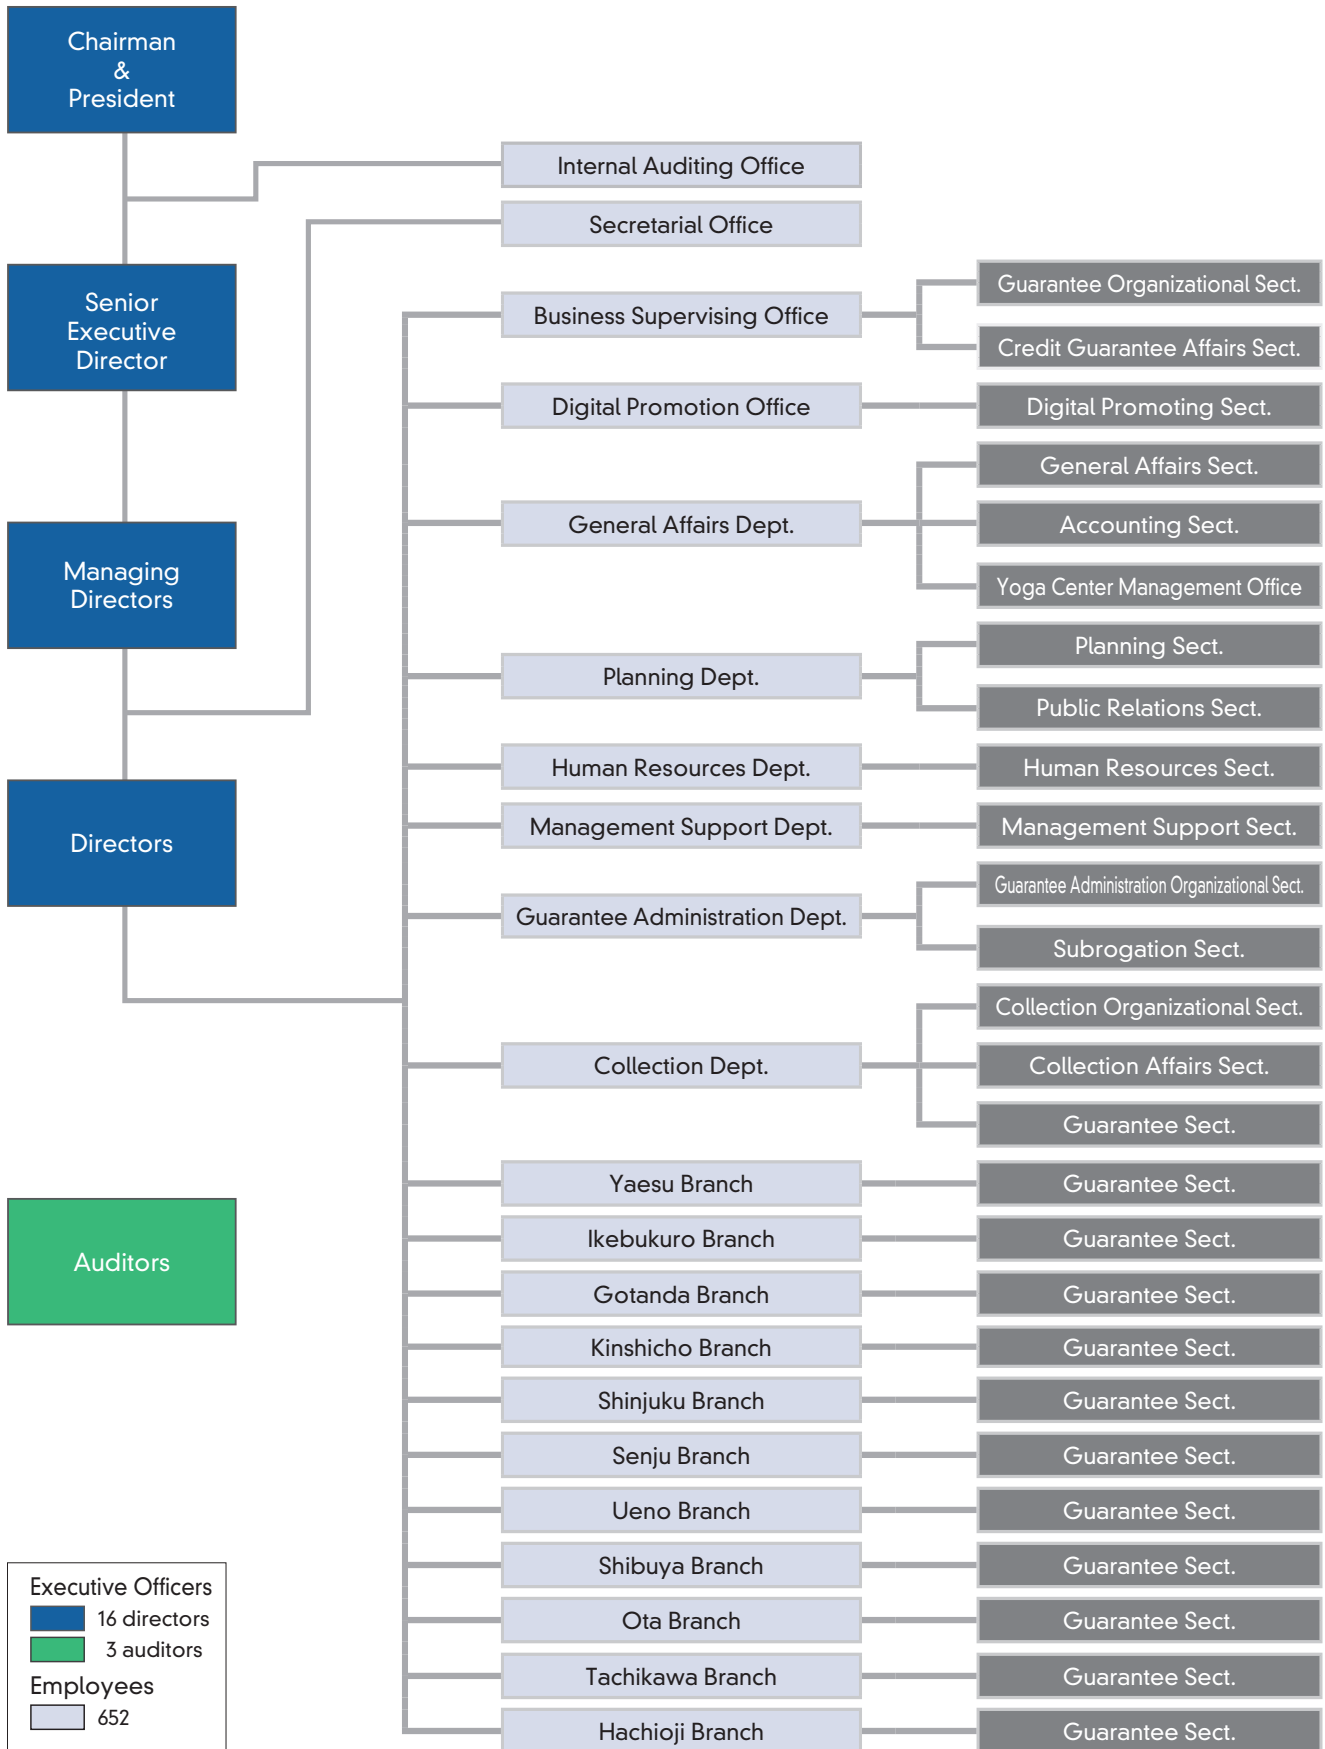 Chairman
&
President
Internal Auditing Office
Secretarial Office
Senior
Executive
Director
Business Supervising Office
Guarantee Organizational Sect.
Credit Guarantee Affairs Sect.
Digital Promotion Office
Digital Promoting Sect.
General Affairs Dept.
General Affairs Sect.
Accounting Sect.
Yoga Center Management Office
Managing
Directors
Planning Dept.
Planning Sect.
Public Relations Sect.
Human Resources Dept.
Human Resources Sect.
Management Support Dept.
Management Support Sect.
Directors
Guarantee Administration Dept.
Guarantee Administration Organizational Sect.
Subrogation Sect.
Collection Dept.
Collection Organizational Sect.
Collection Affairs Sect.
Guarantee Sect.
Yaesu Branch
Guarantee Sect.
Ikebukuro Branch
Guarantee Sect.
Auditors
Gotanda Branch
Guarantee Sect.
Kinshicho Branch
Guarantee Sect.
Shinjuku Branch
Guarantee Sect.
Senju Branch
Guarantee Sect.
Ueno Branch
Guarantee Sect.
Shibuya Branch
Guarantee Sect.
Ota Branch
Guarantee Sect.
Tachikawa Branch
Guarantee Sect.
Hachioji Branch
Guarantee Sect.
Executive Officers
16 directors
3 auditors
Employees
652